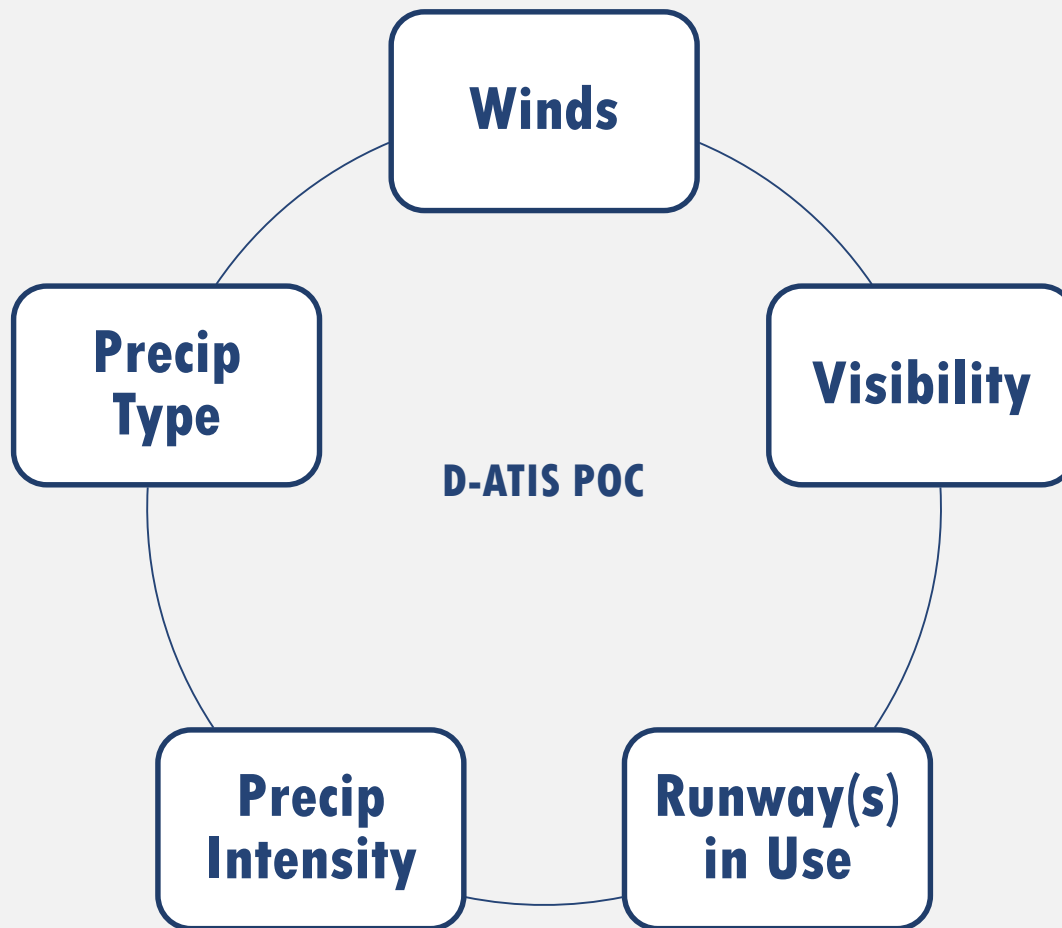 Winds
Precip
Type
Visibility
D-ATIS POC
Precip
Intensity
Runway(s)
in Use